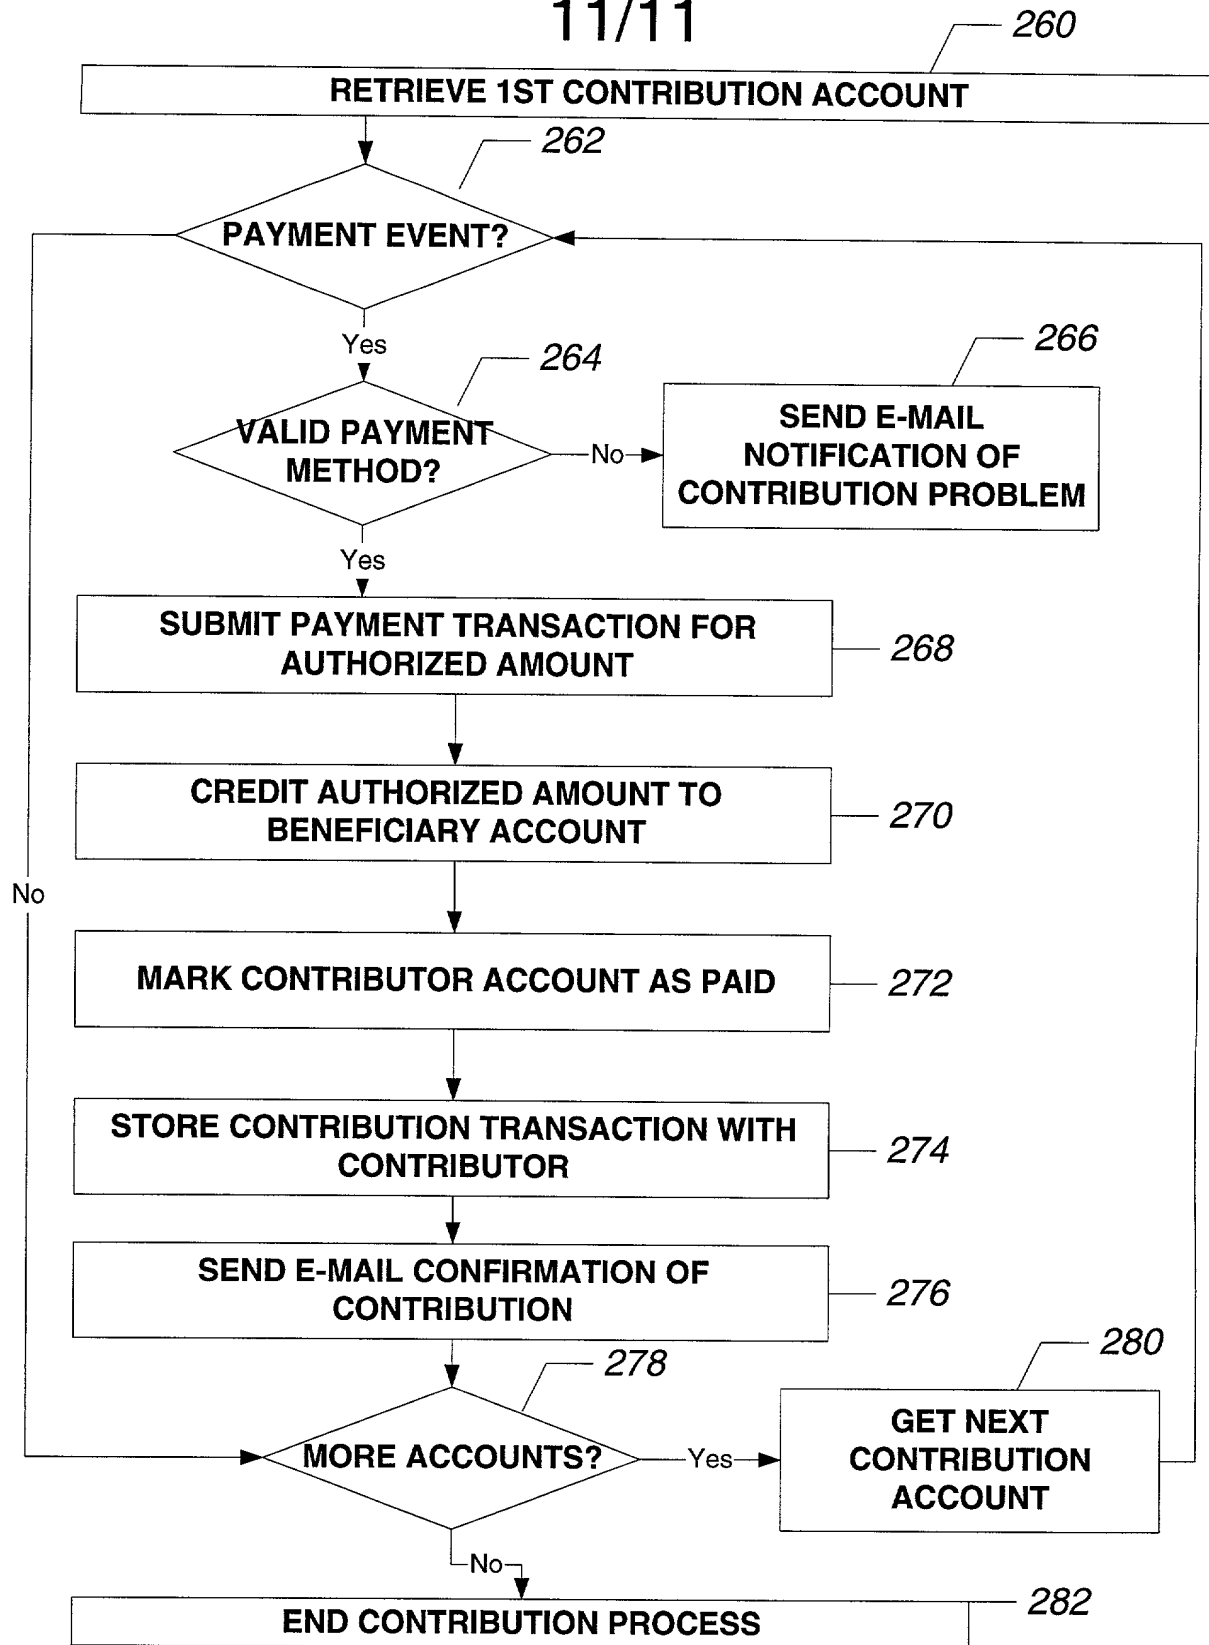 11/11
260
RETRIEVE 1ST CONTRIBUTION ACCOUNT
262
PAYMENT EVENT?
Yes
264
266
VALID PAYMENT
METHOD?
No
SEND E-MAIL
NOTIFICATION OF
CONTRIBUTION PROBLEM
Yes
SUBMIT PAYMENT TRANSACTION FOR
AUTHORIZED AMOUNT
268
CREDIT AUTHORIZED AMOUNT TO
BENEFICIARY ACCOUNT
270
No
MARK CONTRIBUTOR ACCOUNT AS PAID
272
STORE CONTRIBUTION TRANSACTION WITH
CONTRIBUTOR
274
SEND E-MAIL CONFIRMATION OF
CONTRIBUTION
276
278
280
MORE ACCOUNTS?
Yes
GET NEXT
CONTRIBUTION
ACCOUNT
No
282
END CONTRIBUTION PROCESS